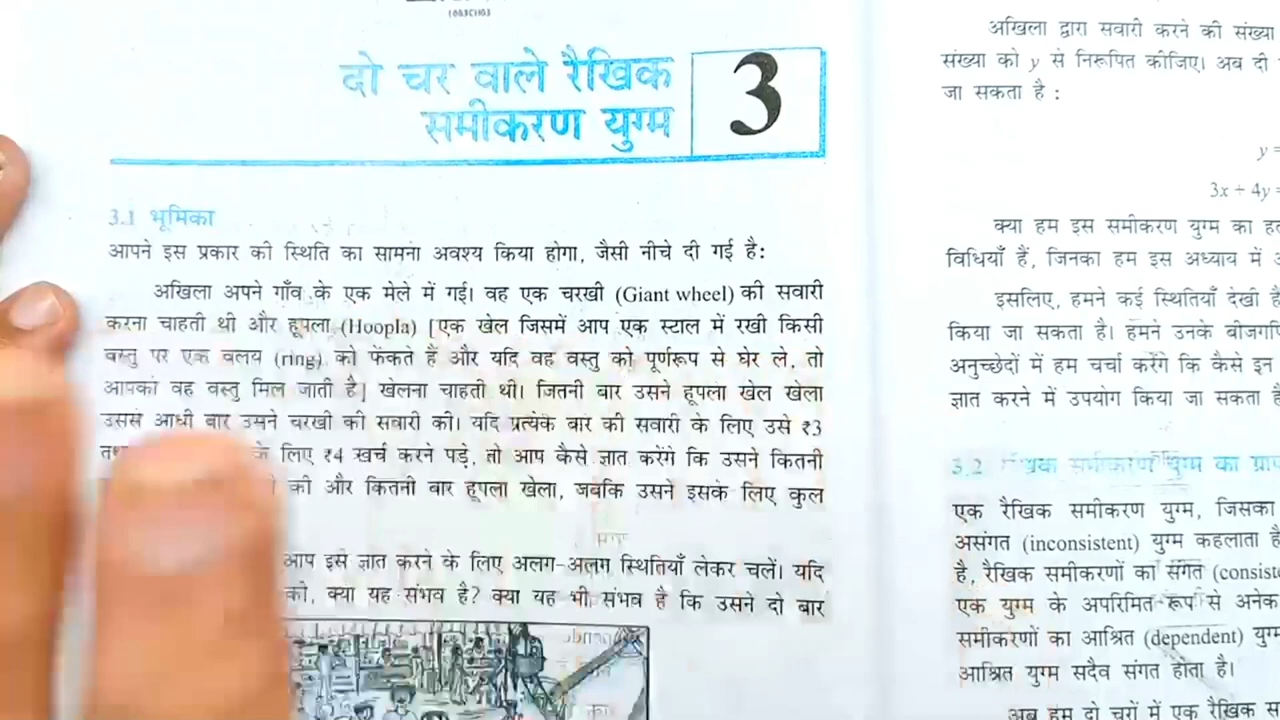 (063CH03)
दो चर वाले रैखिक
समीकरण युग्म
3
3.1 भूमिका
आपने इस प्रकार की स्थिति का सामना अवश्य किया होगा, जैसी नीचे दी गई है:
अखिला अपने गाँव के एक मेले में गई। वह एक चरखी (Giant wheel) की सवारी
करना चाहती थी और हूपला (Hoopla) [एक खेल जिसमें आप एक स्टाल में रखी किसी
वस्तु पर एक वलय (ring) को फेंकते हैं और यदि वह वस्तु को पूर्णरूप से घेर ले, तो
आपको वह वस्तु मिल जाती है] खेलना चाहती थी। जितनी बार उसने हूपला खेल खेला
उससे आधी बार उसने चरखी की सवारी की। यदि प्रत्येक बार की सवारी के लिए उसे ₹3
के लिए ₹4 खर्च करने पड़े, तो आप कैसे ज्ञात करेंगे कि उसने कितनी
की और कितनी बार हूपला खेला, जबकि उसने इसके लिए कुल
आप इसे ज्ञात करने के लिए अलग-अलग स्थितियाँ लेकर चलें। यदि
को, क्या यह संभव है? क्या यह भी संभव है कि उसने दो बार
अखिला द्वारा सवारी करने की संख्या
संख्या को y से निरूपित कीजिए। अब दी
जा सकता है :
y =
3x + 4y =
क्या हम इस समीकरण युग्म का
विधियाँ हैं, जिनका हम इस अध्याय में
इसलिए, हमने कई स्थितियाँ देखी
किया जा सकता है। हमने उनके
अनुच्छेदों में हम चर्चा करेंगे कि कैसे इन
ज्ञात करने में उपयोग किया जा सकता
3.2 समीकरण युग्म का
एक रैखिक समीकरण युग्म, जिसका
असंगत (inconsistent) युग्म कहलाता
है, रैखिक समीकरणों का संगत
एक युग्म के अपरिमित रूप से अनेक
समीकरणों का आश्रित (dependent) युग्म
आश्रित युग्म सदैव संगत होता है।
अब हम दो चरों में एक रैखिक